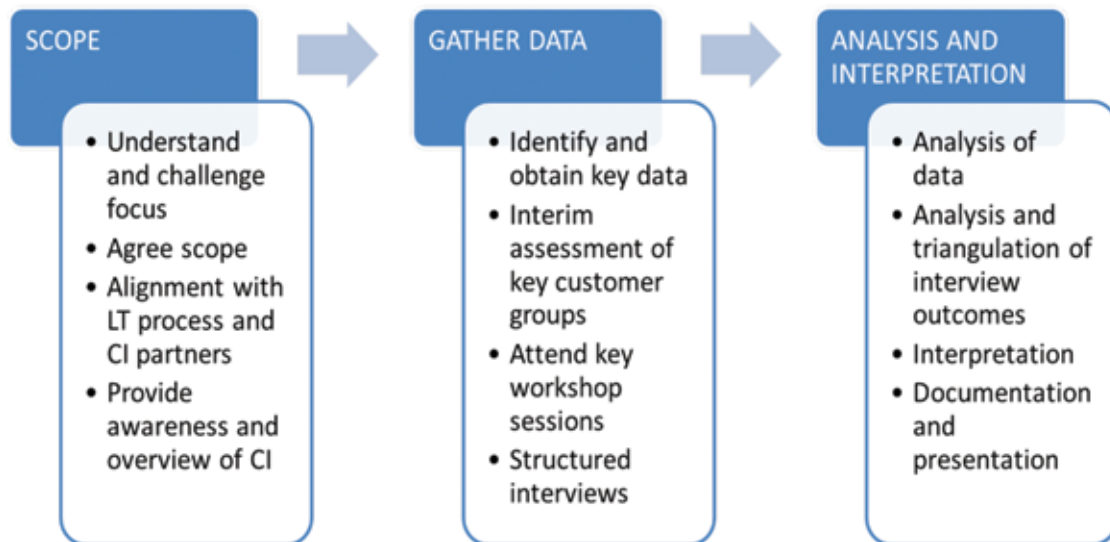 SCOPE
• Understand
and challenge
focus
• Agree scope
• Alignment with
LT process and
CI partners
• Provide
awareness and
overview of CI
GATHER DATA
• Identify and
obtain key data
• Interim
assessment of
key customer
groups
• Attend key
workshop
sessions
• Structured
interviews
ANALYSIS AND
INTERPRETATION
• Analysis of
data
• Analysis and
triangulation of
interview
outcomes
• Interpretation
• Documentation
and
presentation